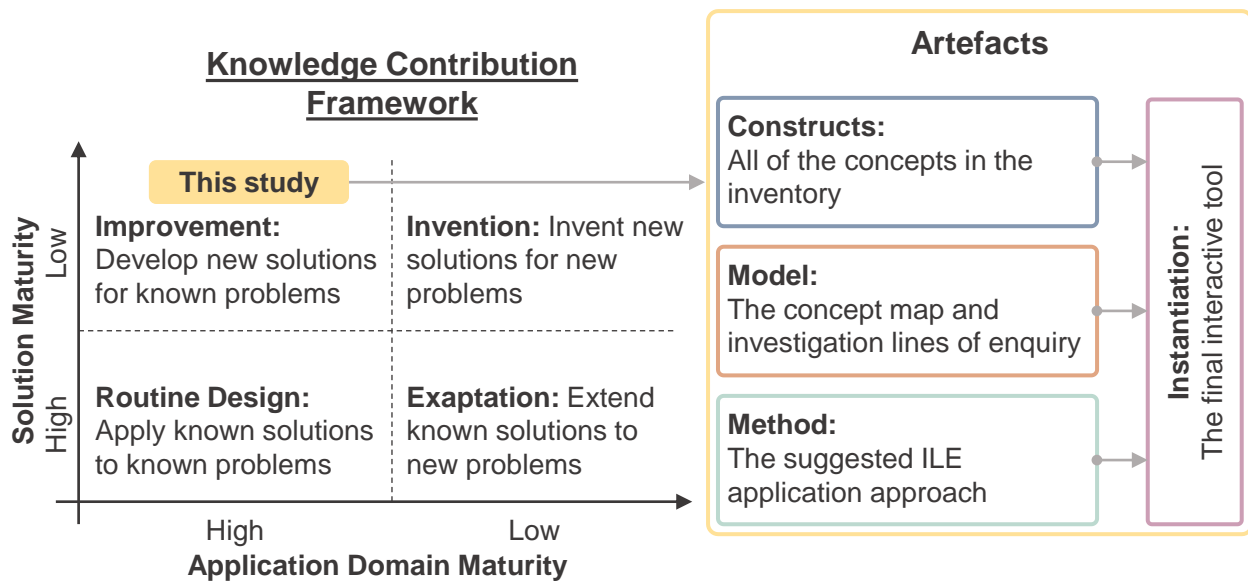 Knowledge Contribution
Framework
This study
Improvement:
Develop new solutions
for known problems
Invention: Invent new
solutions for new
problems
Routine Design:
Apply known solutions
to known problems
Exaptation: Extend
known solutions to
new problems
Solution Maturity
Low
High
High
Low
Application Domain Maturity
Artefacts
Constructs:
All of the concepts in the
inventory
Model:
The concept map and
investigation lines of enquiry
Method:
The suggested ILE
application approach
Instantiation:
The final interactive tool